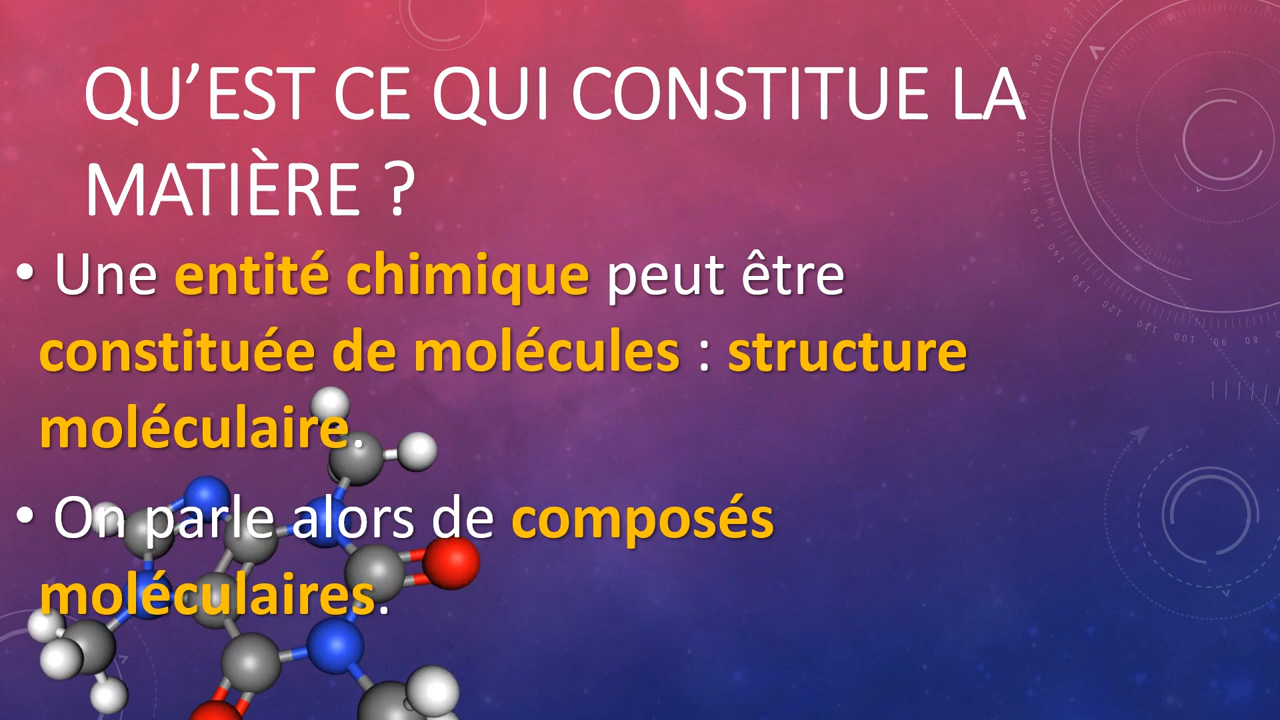 QU’EST CE QUI CONSTITUE LA
MATIÈRE ?
• Une entité chimique peut être
constituée de molécules : structure
moléculaire.
• On parle alors de composés
moléculaires.